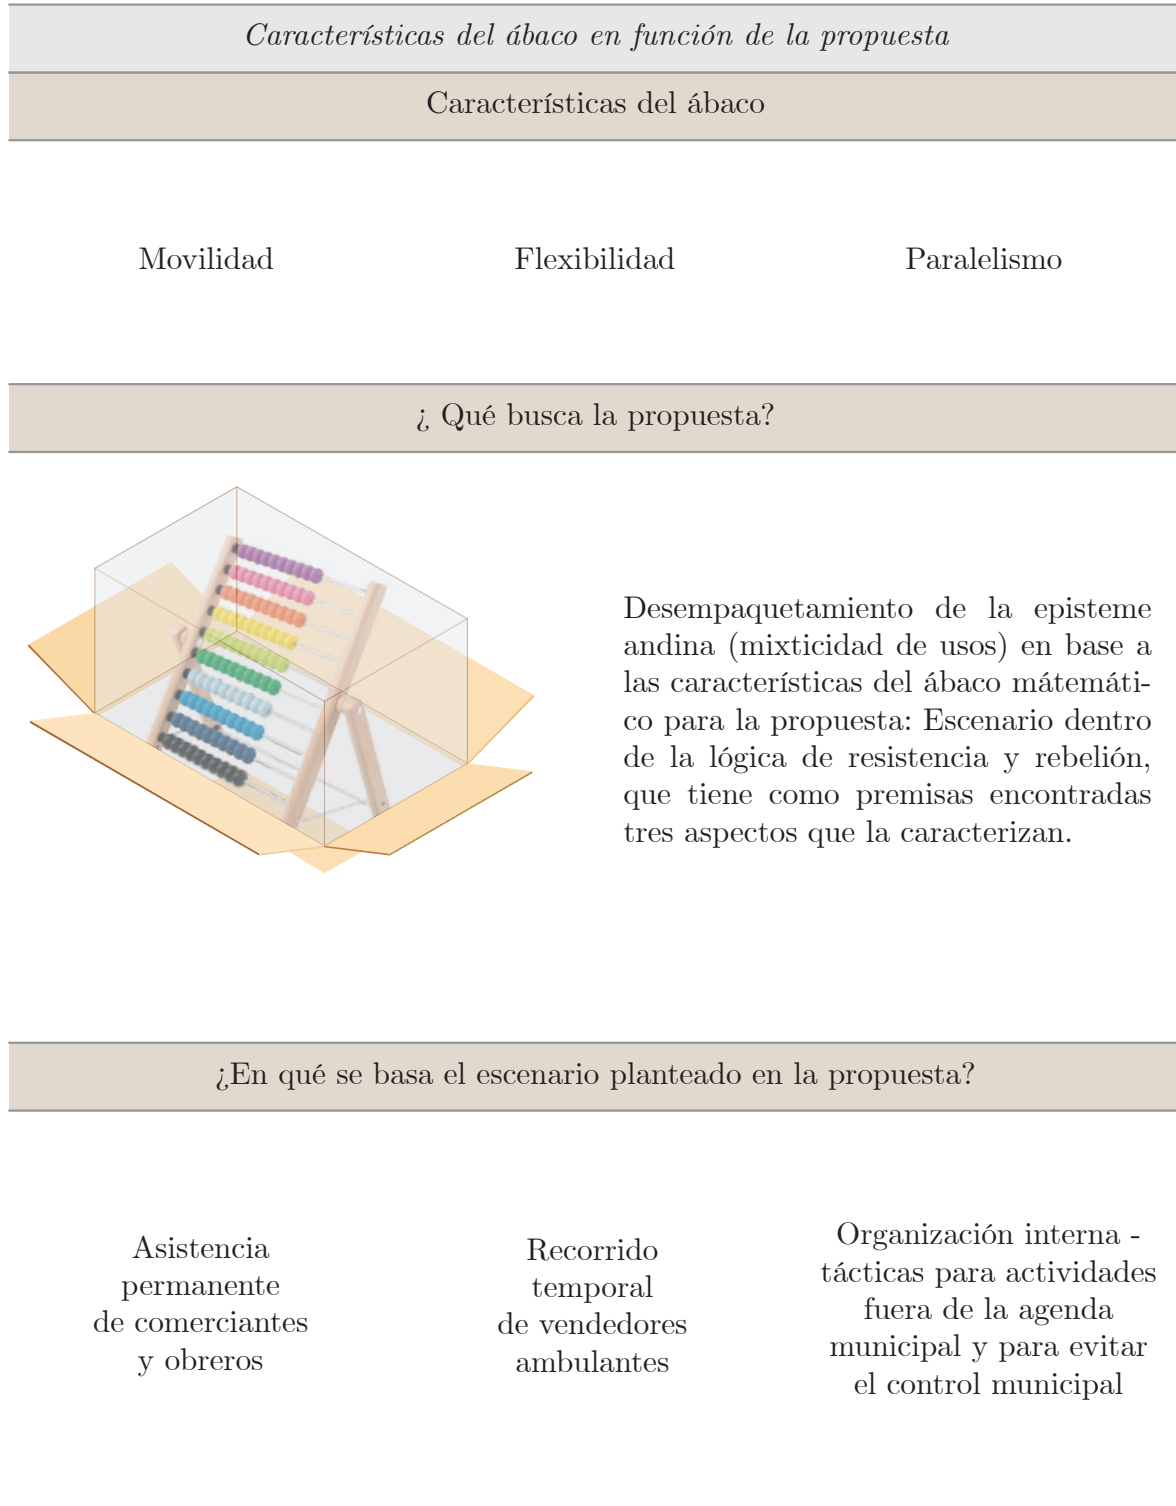 Características del ábaco en función de la propuesta
Características del ábaco
Movilidad
Flexibilidad
Paralelismo
¿ Qué busca la propuesta?
Desempaquetamiento de la episteme
andina (mixticidad de usos) en base a
las características del ábaco mátemáti-
co para la propuesta: Escenario dentro
de la lógica de resistencia y rebelión,
que tiene como premisas encontradas
tres aspectos que la caracterizan.
¿En qué se basa el escenario planteado en la propuesta?
Asistencia
permanente
de comerciantes
y obreros
Recorrido
temporal
de vendedores
ambulantes
Organización interna -
tácticas para actividades
fuera de la agenda
municipal y para evitar
el control municipal